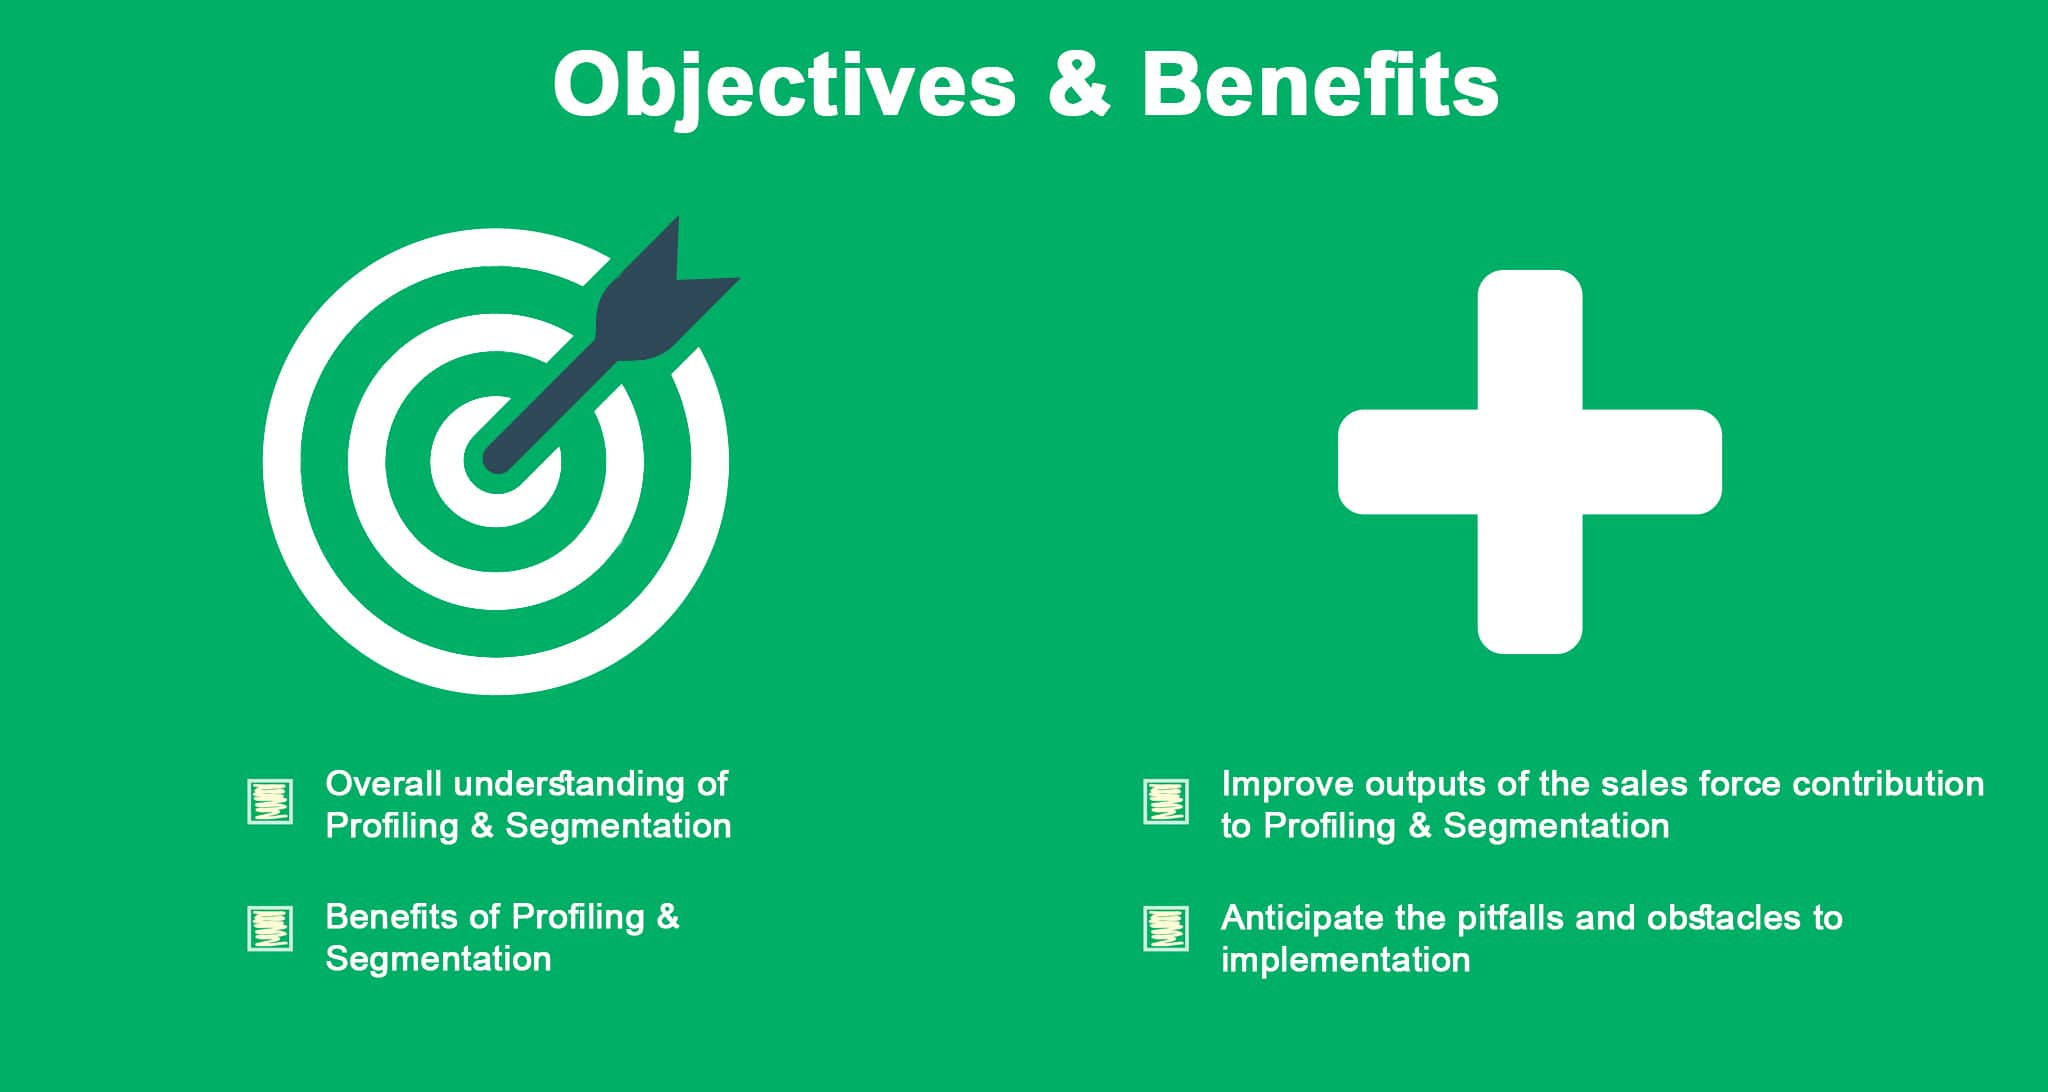 Objectives & Benefits
Overall understanding of
Profiling & Segmentation
Benefits of Profiling &
Segmentation
Improve outputs of the sales force contribution
to Profiling & Segmentation
Anticipate the pitfalls and obstacles to
implementation